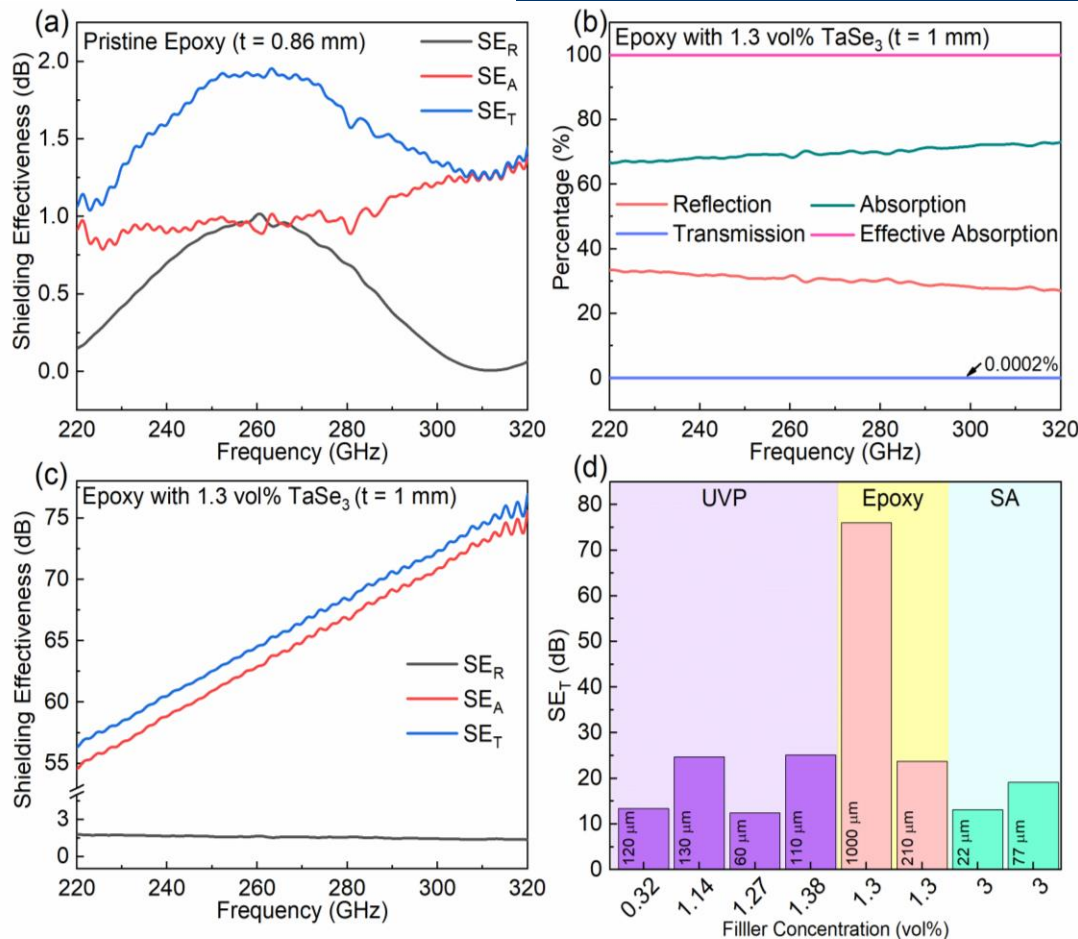 (a)
Pristine Epoxy (t = 0.86 mm)
SE_R
SE_A
SE_T
Shielding Effectiveness (dB)
2.0
1.5
1.0
0.5
0.0
220 240 260 280 300 320
Frequency (GHz)
(b)
Epoxy with 1.3 vol% TaSe₃ (t = 1 mm)
Percentage (%)
100
80
60
40
20
0
Reflection Absorption
Transmission Effective Absorption
0.0002%
220 240 260 280 300 320
Frequency (GHz)
(c)
Epoxy with 1.3 vol% TaSe₃ (t = 1 mm)
Shielding Effectiveness (dB)
75
70
65
60
55
3
0
SE_R
SE_A
SE_T
220 240 260 280 300 320
Frequency (GHz)
(d)
UVP Epoxy SA
SE_T (dB)
80
70
60
50
40
30
20
10
0
120 µm 130 µm 60 µm 110 µm 1000 µm 210 µm 22 µm 77 µm
0.32 1.14 1.27 1.38 1.3 1.3 3 3
Filller Concentration (vol%)